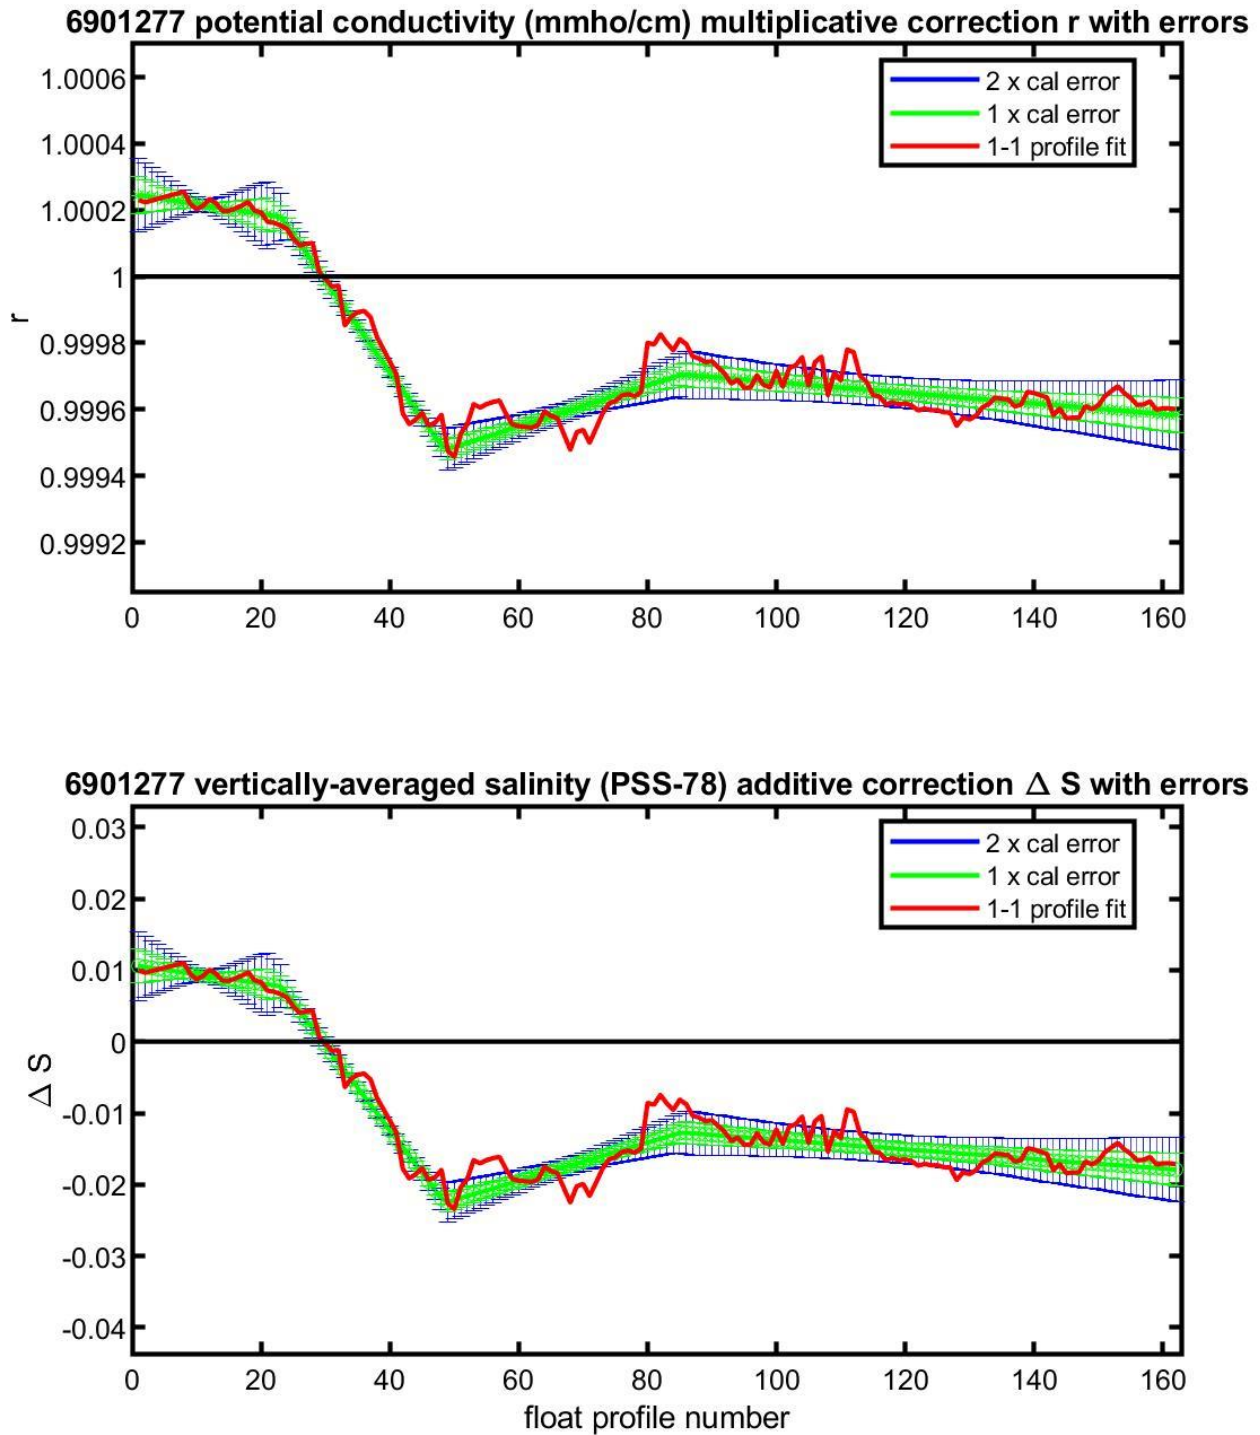 6901277 potential conductivity (mmho/cm) multiplicative correction r with errors
2 x cal error
1 x cal error
1-1 profile fit
1.0006
1.0004
1.0002
1
0.9998
0.9996
0.9994
0.9992
r
0 20 40 60 80 100 120 140 160
6901277 vertically-averaged salinity (PSS-78) additive correction Δ S with errors
2 x cal error
1 x cal error
1-1 profile fit
0.03
0.02
0.01
0
-0.01
-0.02
-0.03
-0.04
Δ S
0 20 40 60 80 100 120 140 160
float profile number